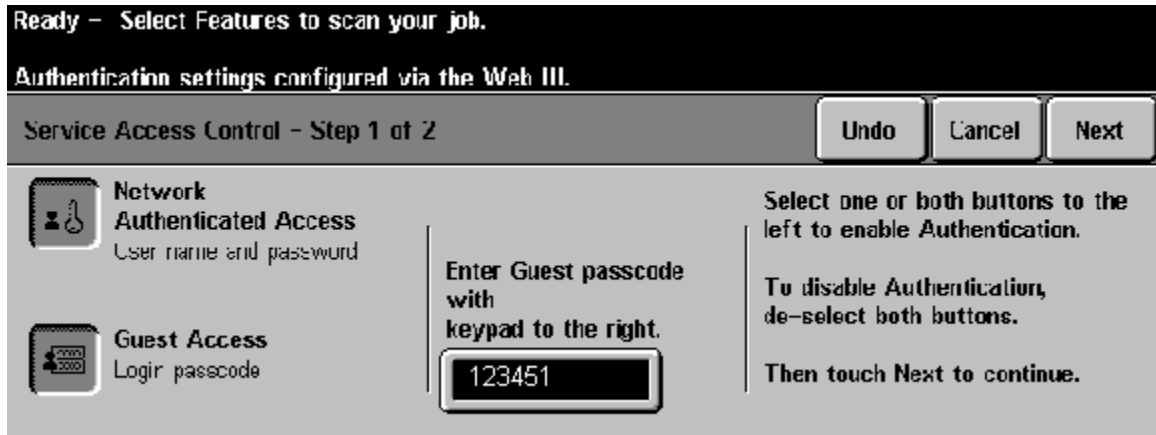 Ready - Select Features to scan your job.
Authentication settings configured via the Web III.
Service Access Control - Step 1 of 2
Undo
Cancel
Next
Network
Authenticated Access
User name and password
Guest Access
Login passcode
Enter Guest passcode
with
keypad to the right.
123451
Select one or both buttons to the
left to enable Authentication.
To disable Authentication,
de-select both buttons.
Then touch Next to continue.